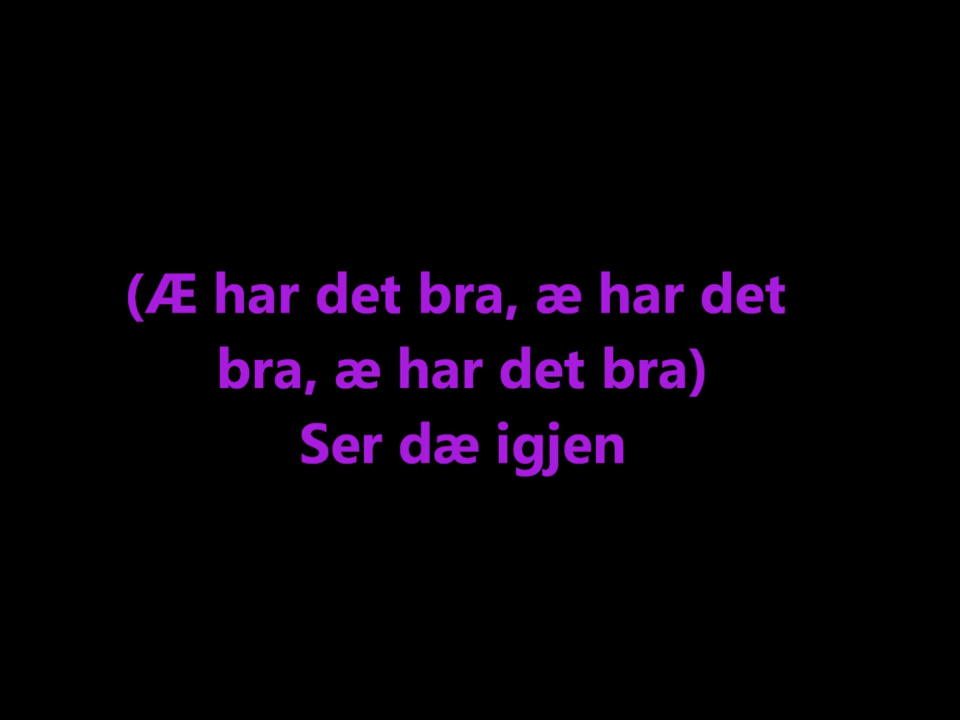 (Æ har det bra, æ har det
bra, æ har det bra)
Ser dæ igjen